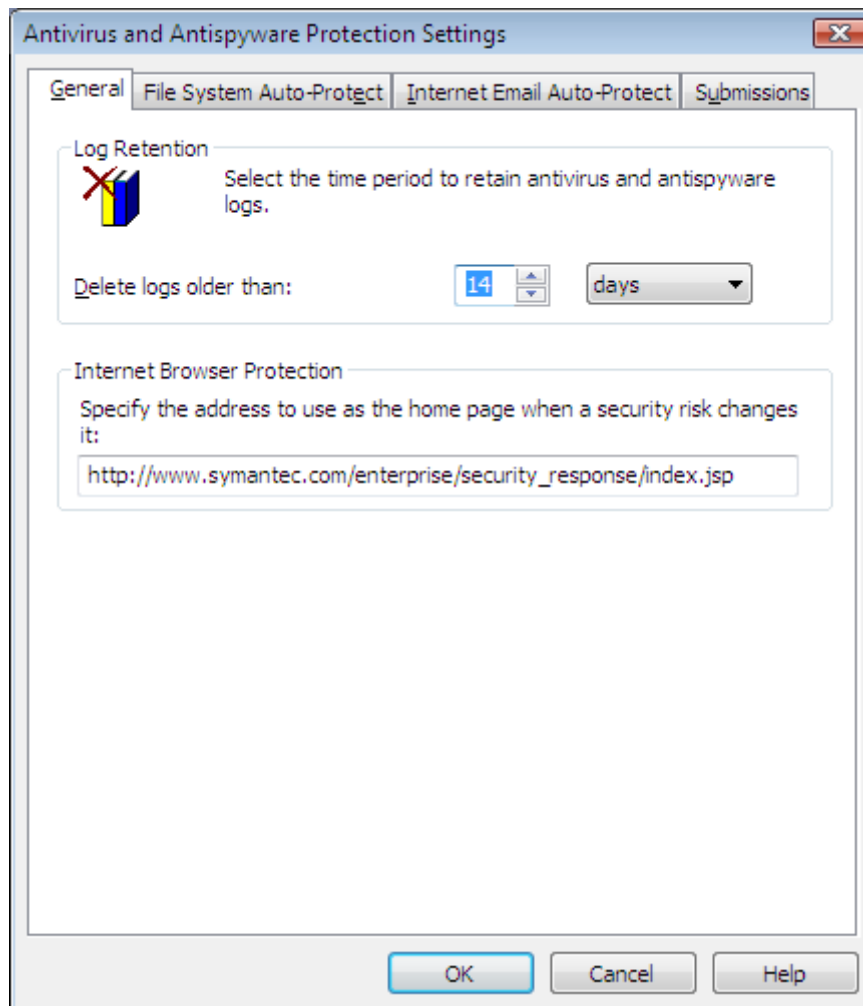 Antivirus and Antispyware Protection Settings
General File System Auto-Protect Internet Email Auto-Protect Submissions
Log Retention
Select the time period to retain antivirus and antispyware
logs.
Delete logs older than: 14 days
Internet Browser Protection
Specify the address to use as the home page when a security risk changes
it:
http://www.symantec.com/enterprise/security_response/index.jsp
OK Cancel Help